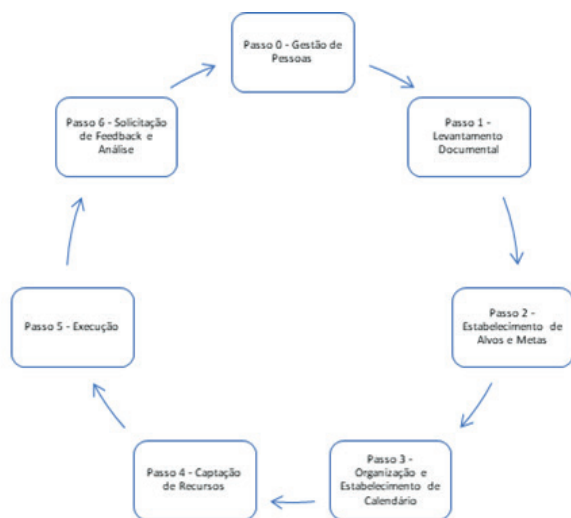 Passo 0 - Gestão de
Pessoas
Passo 1 -
Levantamento
Documental
Passo 2 -
Estabelecimento de
Alvos e Metas
Passo 3 -
Organização e
Estabelecimento de
Calendário
Passo 4 - Captação
de Recursos
Passo 5 - Execução
Passo 6 - Solicitação
de Feedback e
Análise